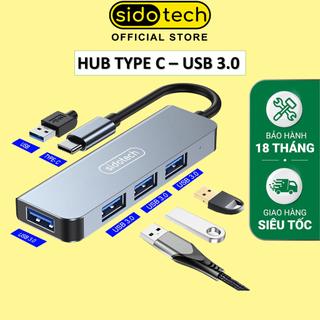 sidotech
OFFICIAL STORE
HUB TYPE C – USB 3.0
USB
TYPE C
sidotech
USB 3.0
USB 3.0
USB 3.0
USB 3.0
BẢO HÀNH
18 THÁNG
GIAO HÀNG
SIÊU TỐC